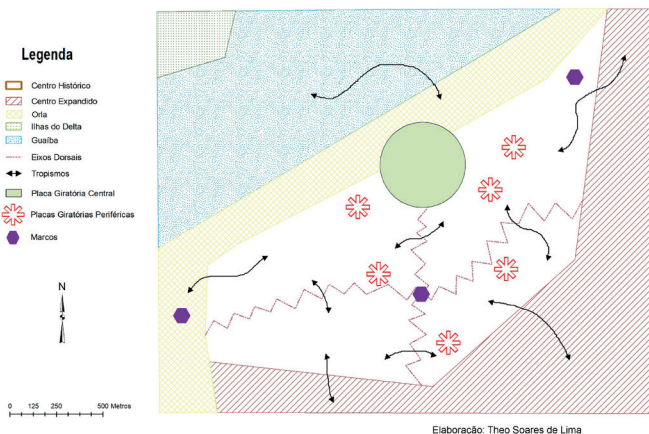 Legenda
Centro Histórico
Centro Expandido
Orla
Ilhas do Delta
Guaíba
Eixos Dorsais
Tropismos
Placa Giratória Central
Placas Giratórias Periféricas
Marcos
N
0 125 250 500 Metros
Elaboração: Theo Soares de Lima